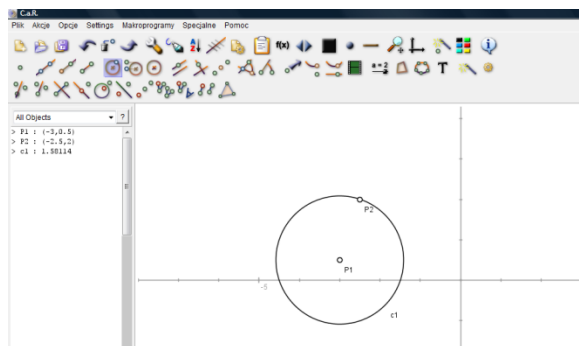 C.a.R.
Plik Akcje Opcje Settings Makroprogramy Specjalne Pomoc
f(x)
a=2
T
All Objects ?
> P1 : (-3,0.5)
> P2 : (-2.5,2)
> c1 : 1.58114
P2
P1
-5
c1